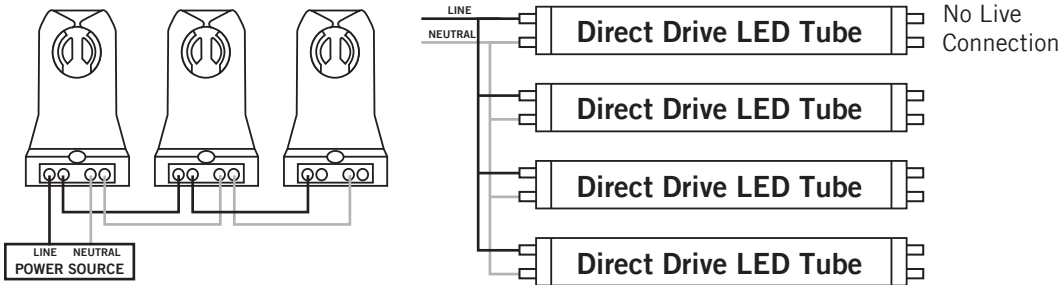 LINE NEUTRAL
POWER SOURCE
LINE
NEUTRAL
Direct Drive LED Tube
No Live
Connection
Direct Drive LED Tube
Direct Drive LED Tube
Direct Drive LED Tube